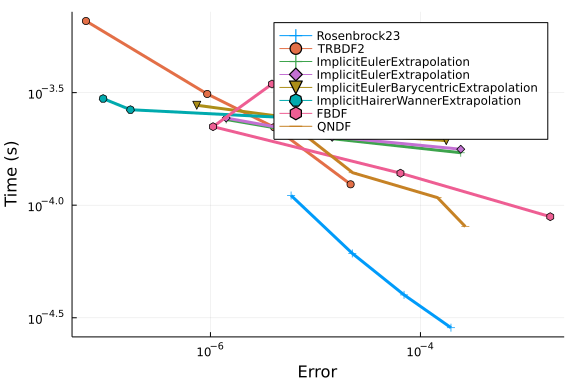 Rosenbrock23
TRBDF2
ImplicitEulerExtrapolation
ImplicitEulerExtrapolation
ImplicitEulerBarycentricExtrapolation
ImplicitHairerWannerExtrapolation
FBDF
QNDF
Time (s)
10⁻³·⁵
10⁻⁴·⁰
10⁻⁴·⁵
10⁻⁶
10⁻⁴
Error